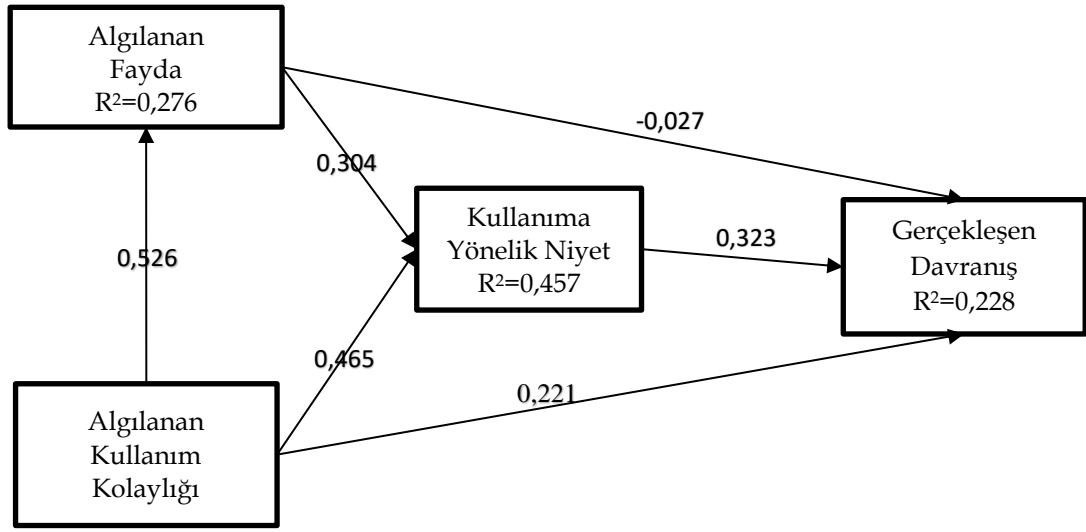 Algılanan
Fayda
R²=0,276
-0,027
0,304
Kullanıma
Yönelik Niyet
R²=0,457
0,323
Gerçekleşen
Davranış
R²=0,228
0,526
0,465
0,221
Algılanan
Kullanım
Kolaylığı